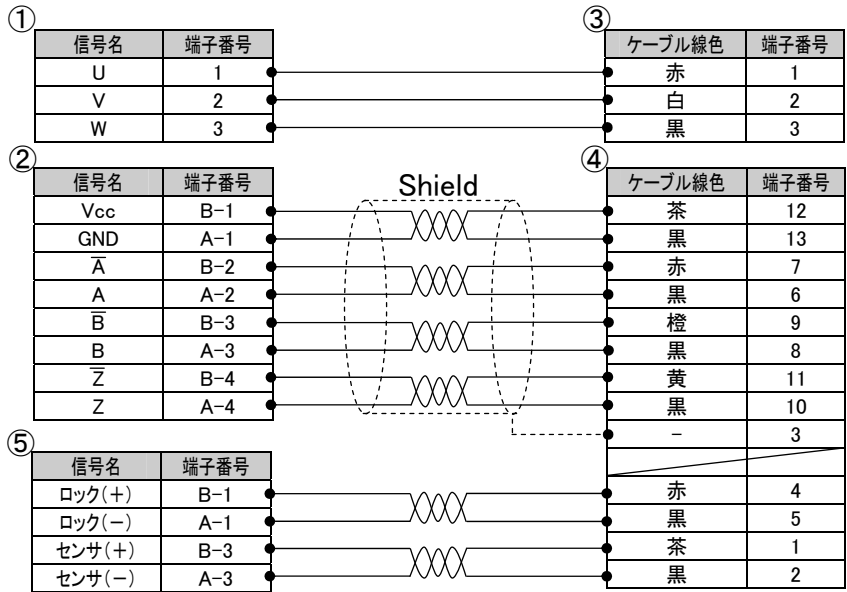 ①
信号名 端子番号
U 1
V 2
W 3
③
ケーブル線色 端子番号
赤 1
白 2
黒 3
②
信号名 端子番号
Vcc B-1
GND A-1
A̅ B-2
A A-2
B̅ B-3
B A-3
Z̅ B-4
Z A-4
Shield
④
ケーブル線色 端子番号
茶 12
黒 13
赤 7
黒 6
橙 9
黒 8
黄 11
黒 10
- 3
赤 4
黒 5
茶 1
黒 2
⑤
信号名 端子番号
ロック(+) B-1
ロック(-) A-1
センサ(+) B-3
センサ(-) A-3